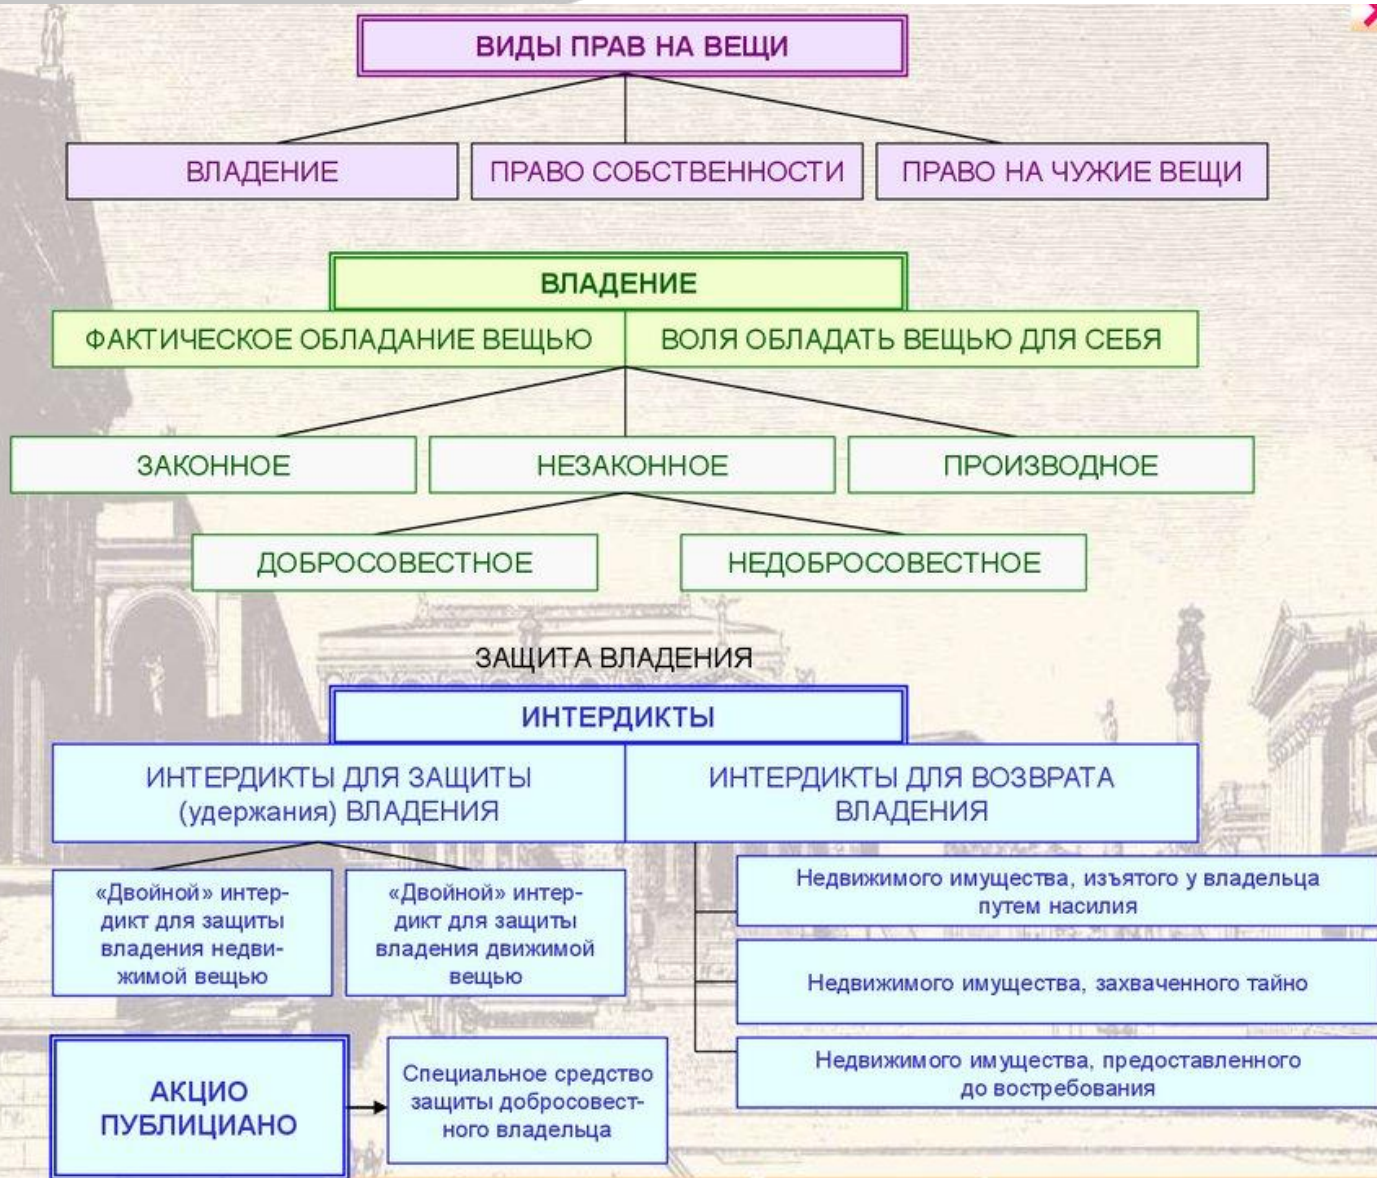 ВИДЫ ПРАВ НА ВЕЩИ
ВЛАДЕНИЕ
ПРАВО СОБСТВЕННОСТИ
ПРАВО НА ЧУЖИЕ ВЕЩИ
ВЛАДЕНИЕ
ФАКТИЧЕСКОЕ ОБЛАДАНИЕ ВЕЩЬЮ
ВОЛЯ ОБЛАДАТЬ ВЕЩЬЮ ДЛЯ СЕБЯ
ЗАКОННОЕ
НЕЗАКОННОЕ
ПРОИЗВОДНОЕ
ДОБРОСОВЕСТНОЕ
НЕДОБРОСОВЕСТНОЕ
ЗАЩИТА ВЛАДЕНИЯ
ИНТЕРДИКТЫ
ИНТЕРДИКТЫ ДЛЯ ЗАЩИТЫ
(удержания) ВЛАДЕНИЯ
ИНТЕРДИКТЫ ДЛЯ ВОЗВРАТА
ВЛАДЕНИЯ
«Двойной» интер-
дикт для защиты
владения недви-
жимой вещью
«Двойной» интер-
дикт для защиты
владения движимой
вещью
Недвижимого имущества, изъятого у владельца
путем насилия
Недвижимого имущества, захваченного тайно
Недвижимого имущества, предоставленного
до востребования
АКЦИО
ПУБЛИЦИАНО
Специальное средство
защиты добросовест-
ного владельца